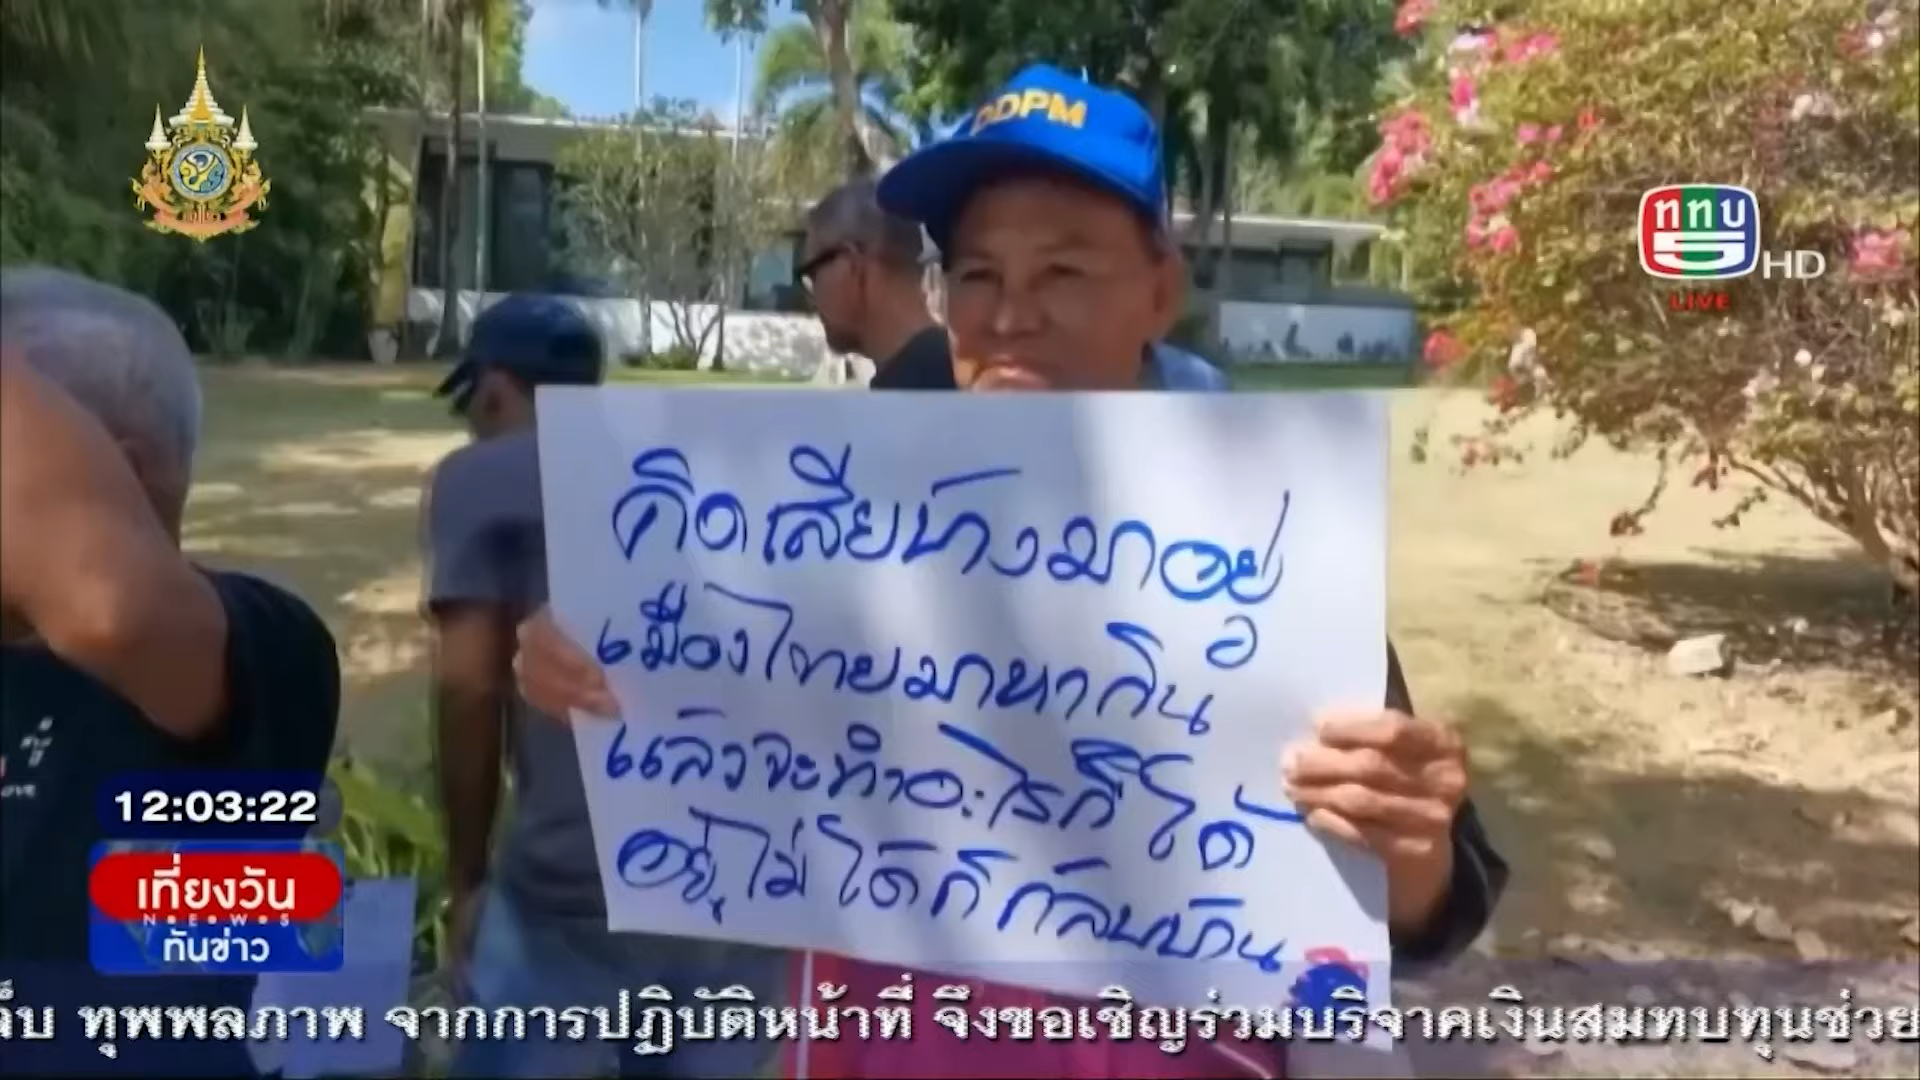 DDPM
ททบ
5 HD
LIVE
คิดเสียบ้างมาอยู่
เมืองไทยมาหากิน
แล้วจะทำอะไรก็ได้
อยู่ไม่ได้ก็กลับบ้าน
12:03:22
เที่ยงวัน
N•E•W•S
ทันข่าว
ทุพพลภาพ จากการปฏิบัติหน้าที่ จึงขอเชิญร่วมบริจาคเงินสมทบทุนช่วย